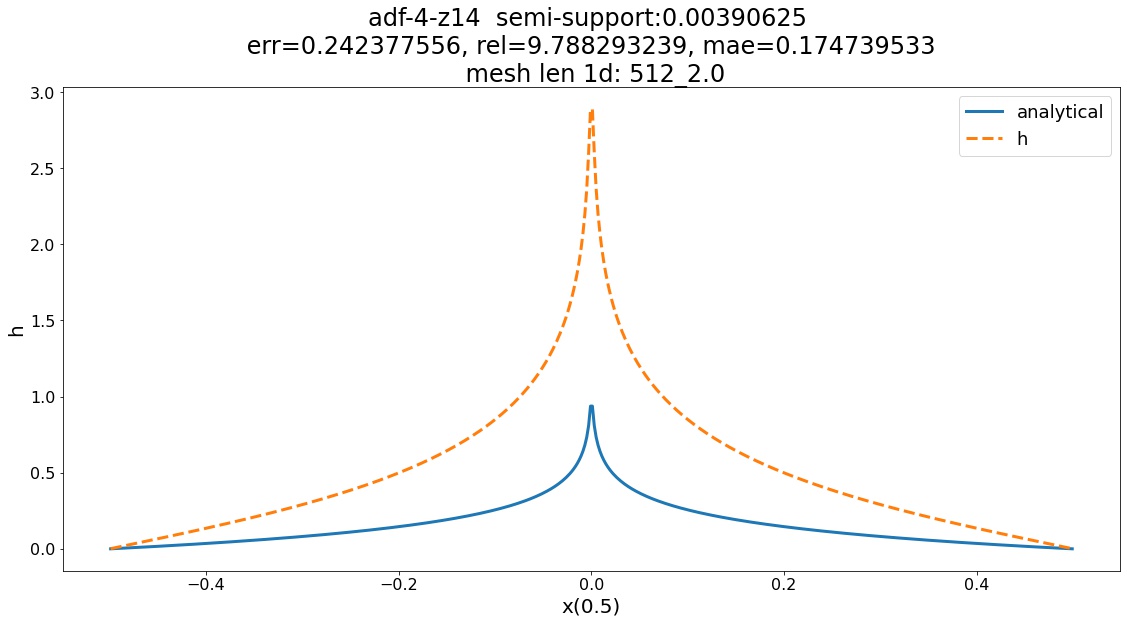 adf-4-z14  semi-support:0.00390625
err=0.242377556, rel=9.788293239, mae=0.174739533
mesh len 1d: 512_2.0
analytical
h
3.0
2.5
2.0
1.5
1.0
0.5
0.0
h
−0.4
−0.2
0.0
0.2
0.4
x(0.5)